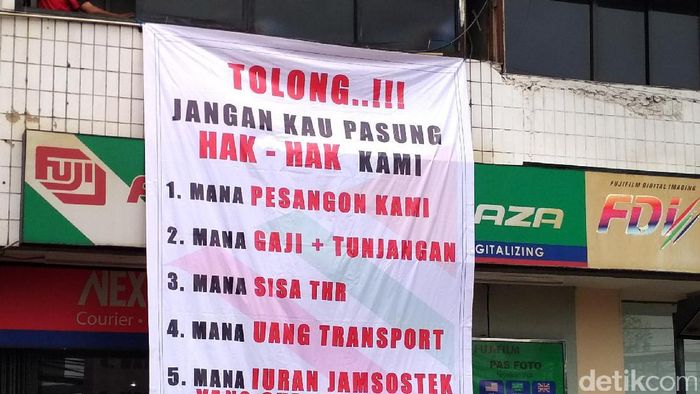 TOLONG..!!!
JANGAN KAU PASUNG
HAK - HAK KAMI
1. MANA PESANGON KAMI
2. MANA GAJI + TUNJANGAN
3. MANA SISA THR
4. MANA UANG TRANSPORT
5. MANA IURAN JAMSOSTEK
FUJI
AZA
GITALIZING
FUJIFILM DIGITAL IMAGING
FDi
NEX
Courier
FUJIFILM
PAS FOTO
detikcom